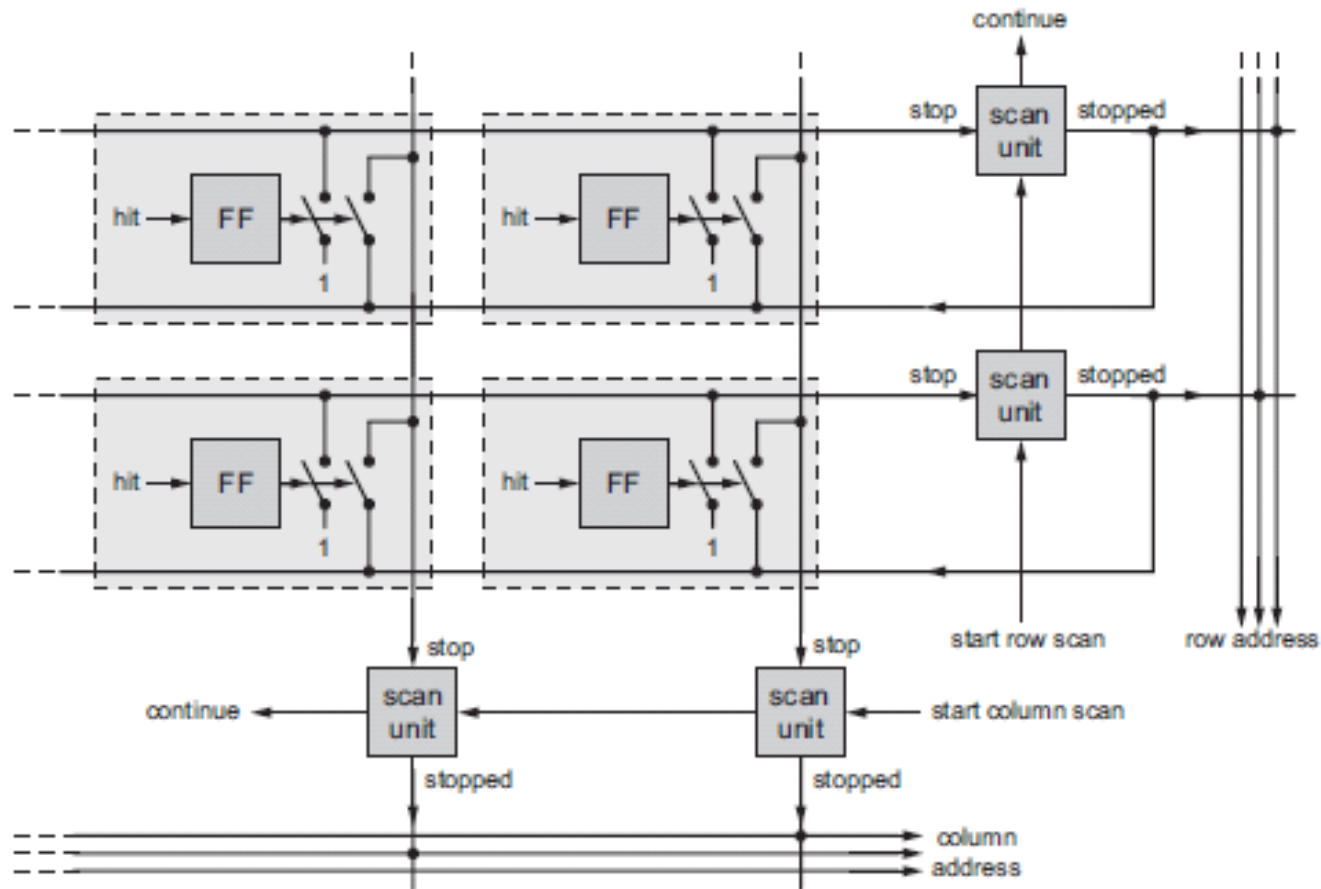 continue
stop
scan
unit
stopped
hit
FF
1
hit
FF
1
stop
scan
unit
stopped
hit
FF
1
hit
FF
1
start row scan
row address
stop
stop
continue
scan
unit
scan
unit
start column scan
stopped
stopped
column
address